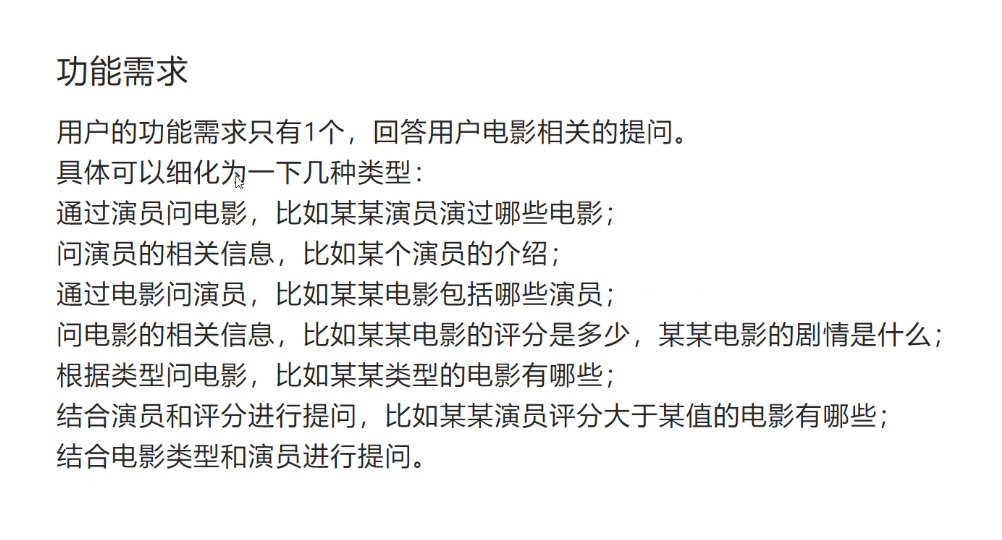 功能需求
用户的功能需求只有1个，回答用户电影相关的提问。
具体可以细化为一下几种类型：
通过演员问电影，比如某某演员演过哪些电影；
问演员的相关信息，比如某个演员的介绍；
通过电影问演员，比如某某电影包括哪些演员；
问电影的相关信息，比如某某电影的评分是多少，某某电影的剧情是什么；
根据类型问电影，比如某某类型的电影有哪些；
结合演员和评分进行提问，比如某某演员评分大于某值的电影有哪些；
结合电影类型和演员进行提问。